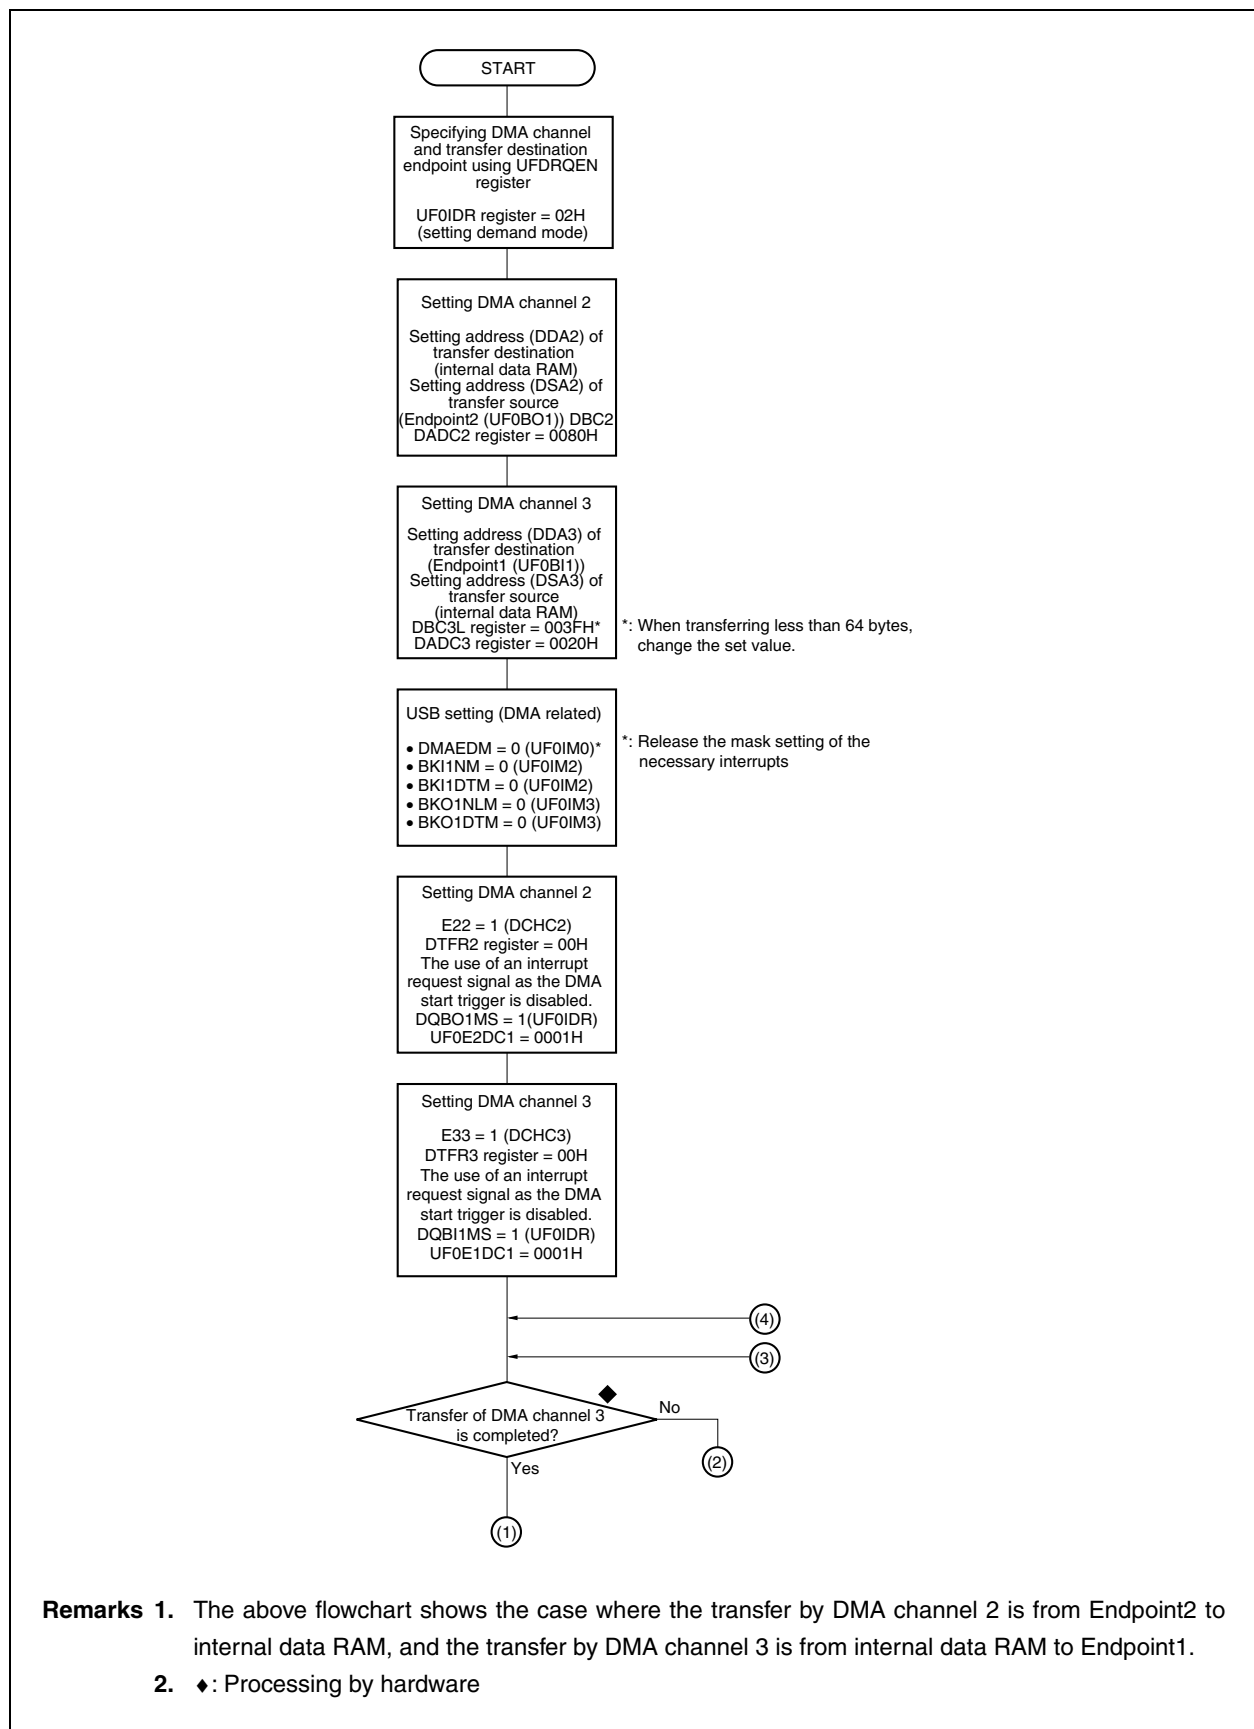 START
Specifying DMA channel
and transfer destination
endpoint using UFDRQEN
register
UF0IDR register = 02H
(setting demand mode)
Setting DMA channel 2
Setting address (DDA2) of
transfer destination
(internal data RAM)
Setting address (DSA2) of
transfer source
(Endpoint2 (UF0BO1)) DBC2
DADC2 register = 0080H
Setting DMA channel 3
Setting address (DDA3) of
transfer destination
(Endpoint1 (UF0BI1))
Setting address (DSA3) of
transfer source
(internal data RAM)
DBC3L register = 003FH*
DADC3 register = 0020H
*: When transferring less than 64 bytes,
change the set value.
USB setting (DMA related)
• DMAEDM = 0 (UF0IM0)*
• BKI1NM = 0 (UF0IM2)
• BKI1DTM = 0 (UF0IM2)
• BKO1NLM = 0 (UF0IM3)
• BKO1DTM = 0 (UF0IM3)
*: Release the mask setting of the
necessary interrupts
Setting DMA channel 2
E22 = 1 (DCHC2)
DTFR2 register = 00H
The use of an interrupt
request signal as the DMA
start trigger is disabled.
DQBO1MS = 1(UF0IDR)
UF0E2DC1 = 0001H
Setting DMA channel 3
E33 = 1 (DCHC3)
DTFR3 register = 00H
The use of an interrupt
request signal as the DMA
start trigger is disabled.
DQBI1MS = 1 (UF0IDR)
UF0E1DC1 = 0001H
(4)
(3)
Transfer of DMA channel 3
is completed?
No
(2)
Yes
(1)
Remarks 1. The above flowchart shows the case where the transfer by DMA channel 2 is from Endpoint2 to
internal data RAM, and the transfer by DMA channel 3 is from internal data RAM to Endpoint1.
2. ♦: Processing by hardware